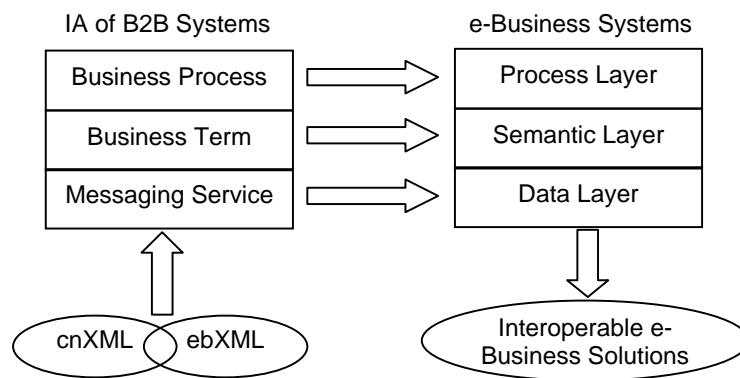 IA of B2B Systems
e-Business Systems
Business Process
Process Layer
Business Term
Semantic Layer
Messaging Service
Data Layer
cnXML
ebXML
Interoperable e-
Business Solutions